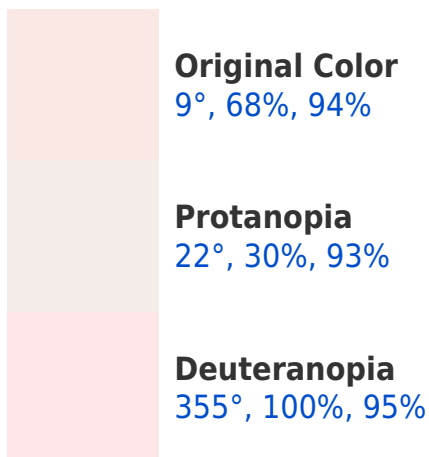 Original Color
9°, 68%, 94%
Protanopia
22°, 30%, 93%
Deuteranopia
355°, 100%, 95%